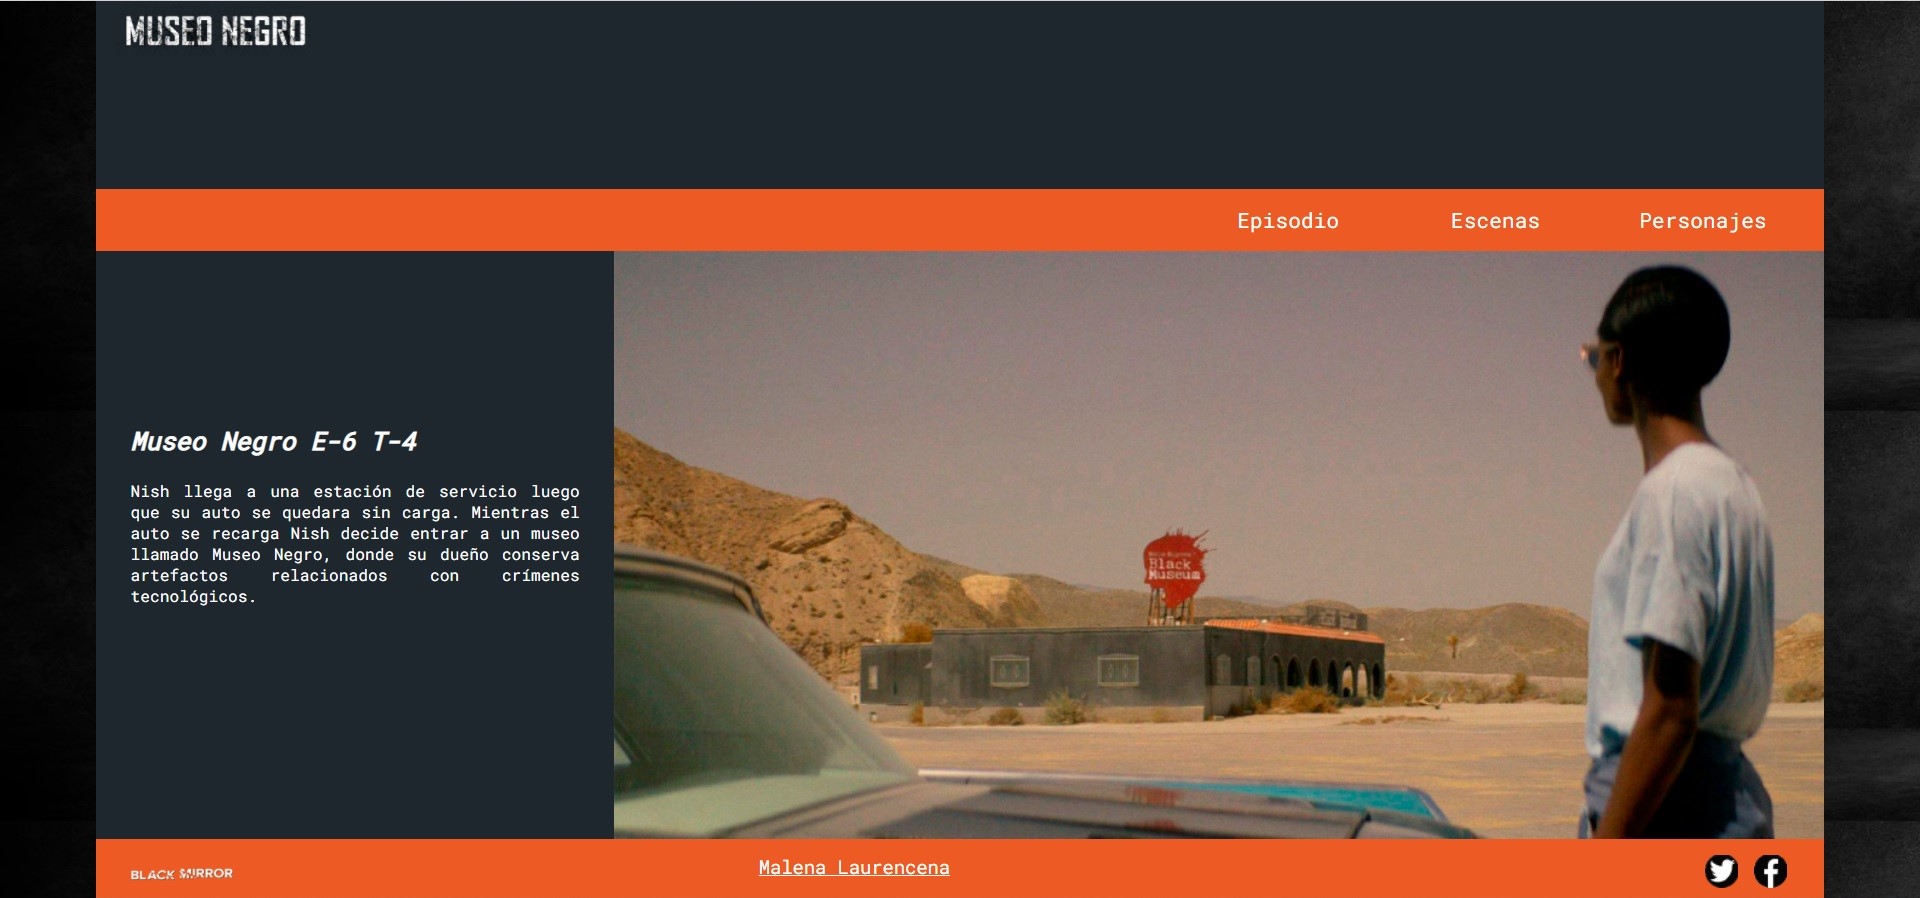 MUSEO NEGRO
Episodio Escenas Personajes
Museo Negro E-6 T-4
Nish llega a una estación de servicio luego
que su auto se quedara sin carga. Mientras el
auto se recarga Nish decide entrar a un museo
llamado Museo Negro, donde su dueño conserva
artefactos relacionados con crímenes
tecnológicos.
Black
Museum
BLACK MIRROR
Malena Laurencena